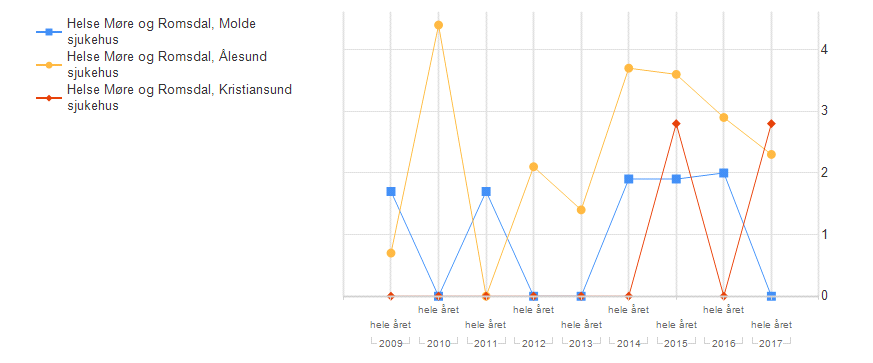 Helse Møre og Romsdal, Molde
sjukehus
Helse Møre og Romsdal, Ålesund
sjukehus
Helse Møre og Romsdal, Kristiansund
sjukehus
4
3
2
1
0
hele året hele året hele året hele året hele året hele året hele året hele året hele året
2009 2010 2011 2012 2013 2014 2015 2016 2017